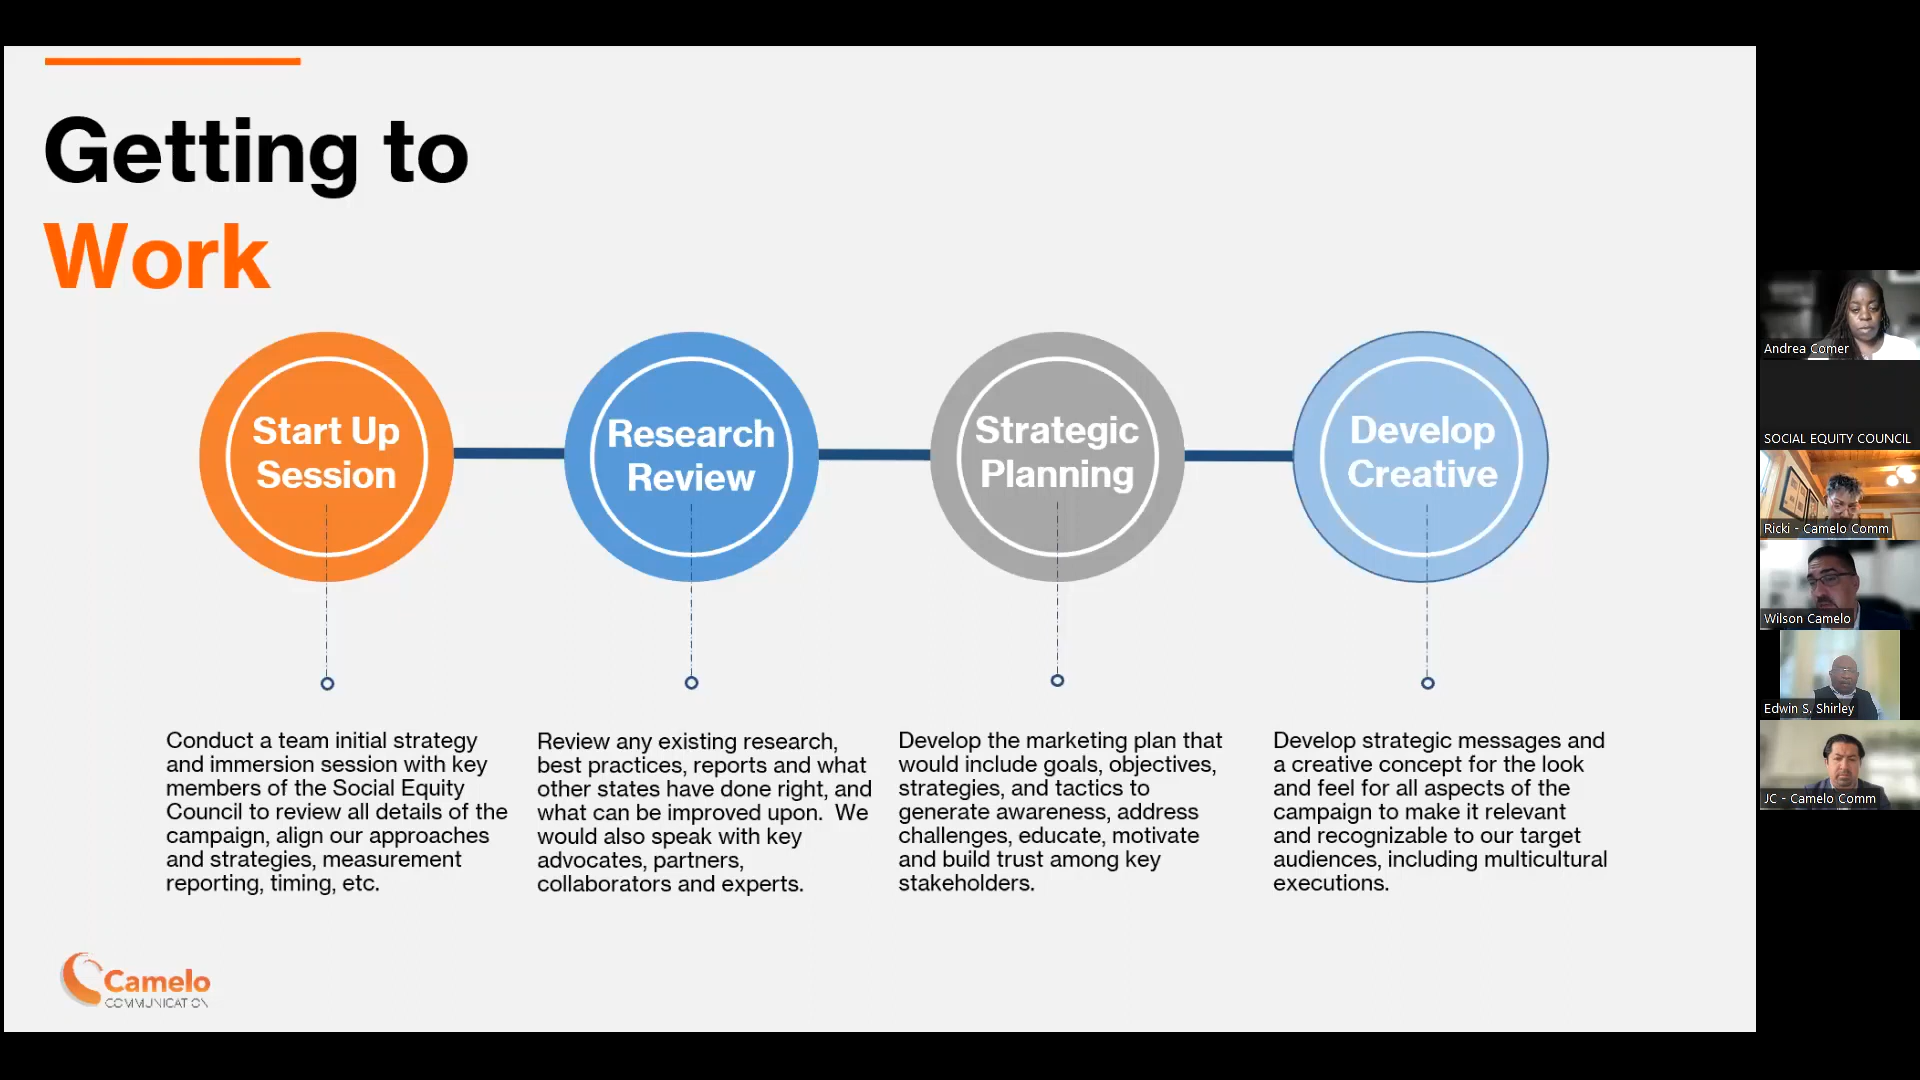 Getting to
Work
Start Up
Session
Research
Review
Strategic
Planning
Develop
Creative
Conduct a team initial strategy
and immersion session with key
members of the Social Equity
Council to review all details of the
campaign, align our approaches
and strategies, measurement
reporting, timing, etc.
Review any existing research,
best practices, reports and what
other states have done right, and
what can be improved upon.  We
would also speak with key
advocates, partners,
collaborators and experts.
Develop the marketing plan that
would include goals, objectives,
strategies, and tactics to
generate awareness, address
challenges, educate, motivate
and build trust among key
stakeholders.
Develop strategic messages and
a creative concept for the look
and feel for all aspects of the
campaign to make it relevant
and recognizable to our target
audiences, including multicultural
executions.
Camelo
COMMUNICATION
Andrea Comer
SOCIAL EQUITY COUNCIL
Ricki - Camelo Comm
Wilson Camelo
Edwin S. Shirley
JC - Camelo Comm